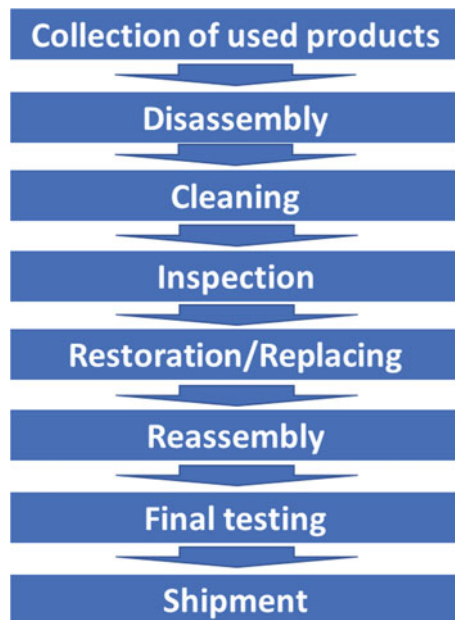 Collection of used products
Disassembly
Cleaning
Inspection
Restoration/Replacing
Reassembly
Final testing
Shipment